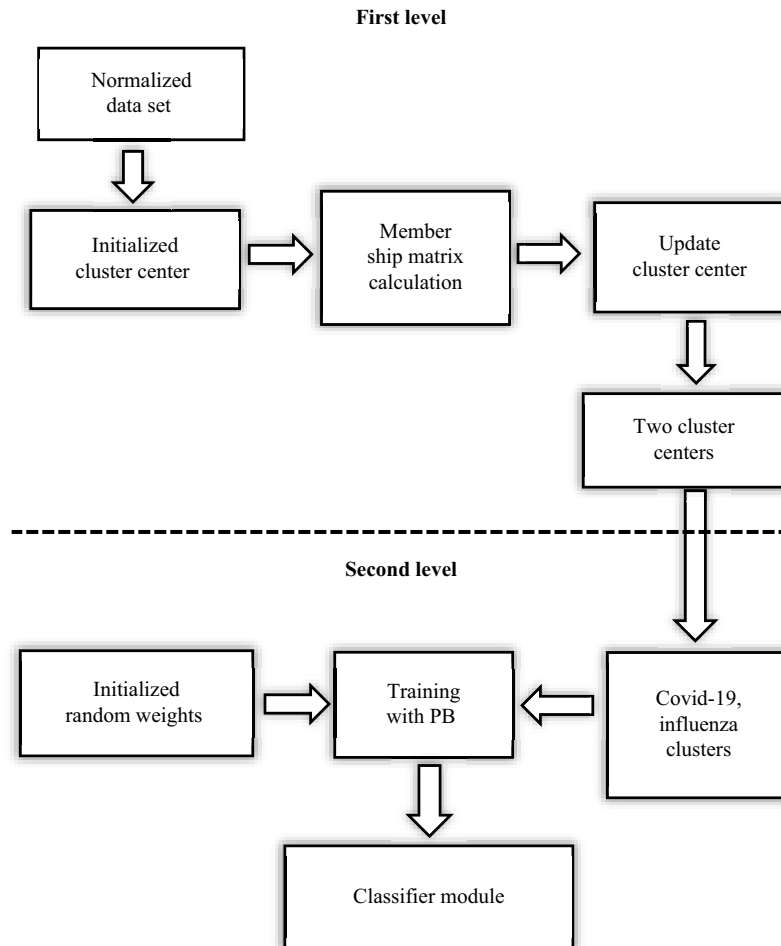 First level
Normalized
data set
Initialized
cluster center
Member
ship matrix
calculation
Update
cluster center
Two cluster
centers
Second level
Initialized
random weights
Training
with PB
Covid-19,
influenza
clusters
Classifier module